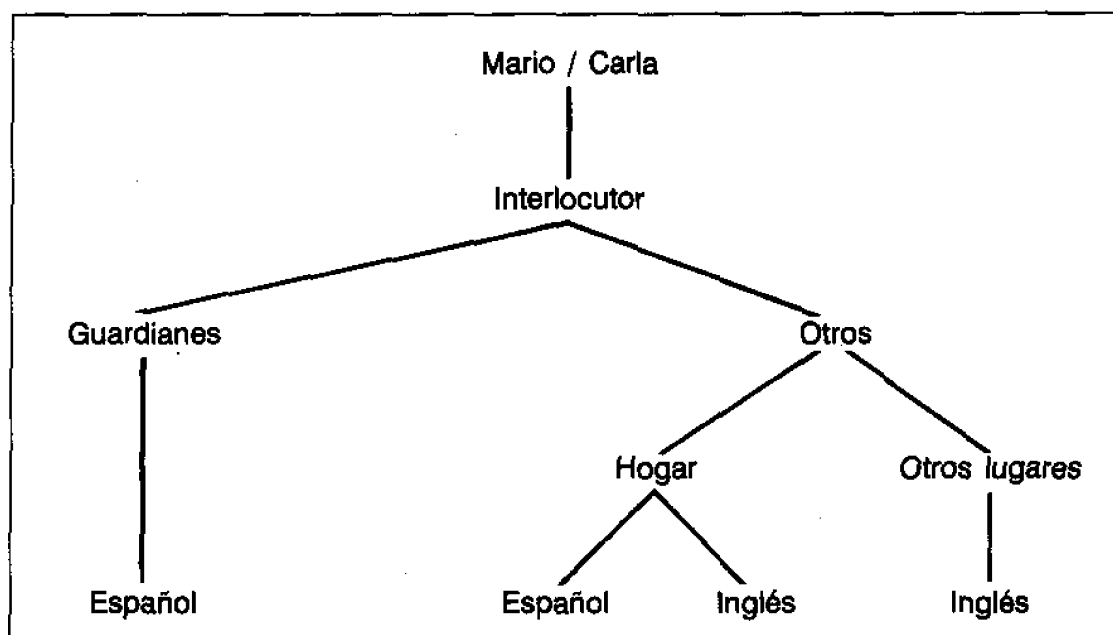 Mario / Carla
Interlocutor
Guardianes
Otros
Hogar
Otros lugares
Español
Español
Inglés
Inglés